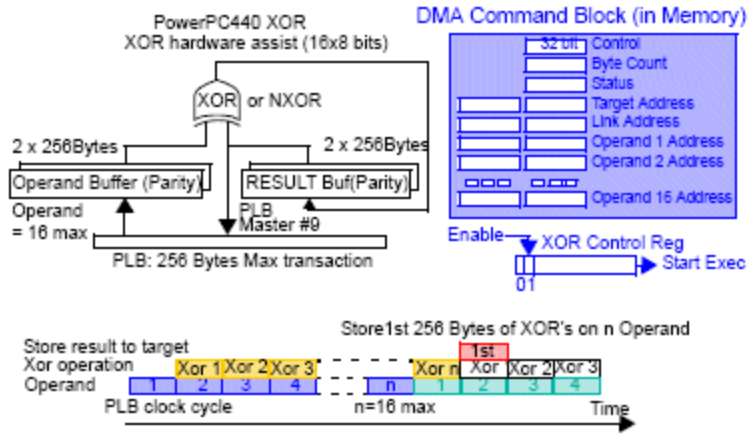 PowerPC440 XOR
XOR hardware assist (16x8 bits)
XOR or NXOR
2 x 256Bytes
2 x 256Bytes
Operand Buffer (Parity)
RESULT Buf(Parity)
Operand
= 16 max
PLB
Master #9
PLB: 256 Bytes Max transaction
DMA Command Block (in Memory)
32 bit Control
Byte Count
Status
Target Address
Link Address
Operand 1 Address
Operand 2 Address
Operand 16 Address
Enable
XOR Control Reg
Start Exec
01
Store1st 256 Bytes of XOR's on n Operand
Store result to target 1st
Xor operation Xor 1 Xor 2 Xor 3 Xor n Xor Xor 2 Xor 3
Operand 1 2 3 4 n 1 2 3 4
PLB clock cycle n=16 max Time